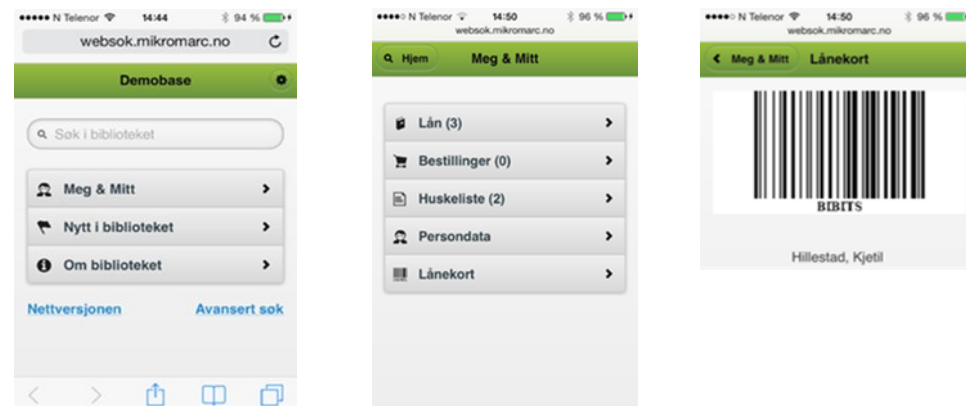 N Telenor 14:44 94 %
websok.mikromarc.no
Demobase
Søk i biblioteket
Meg & Mitt
Nytt i biblioteket
Om biblioteket
Nettversjonen Avansert søk
N Telenor 14:50 96 %
websok.mikromarc.no
Hjem Meg & Mitt
Lån (3)
Bestillinger (0)
Huskeliste (2)
Persondata
Lånekort
N Telenor 14:50 96 %
websok.mikromarc.no
Meg & Mitt Lånekort
BIBITS
Hillestad, Kjetil